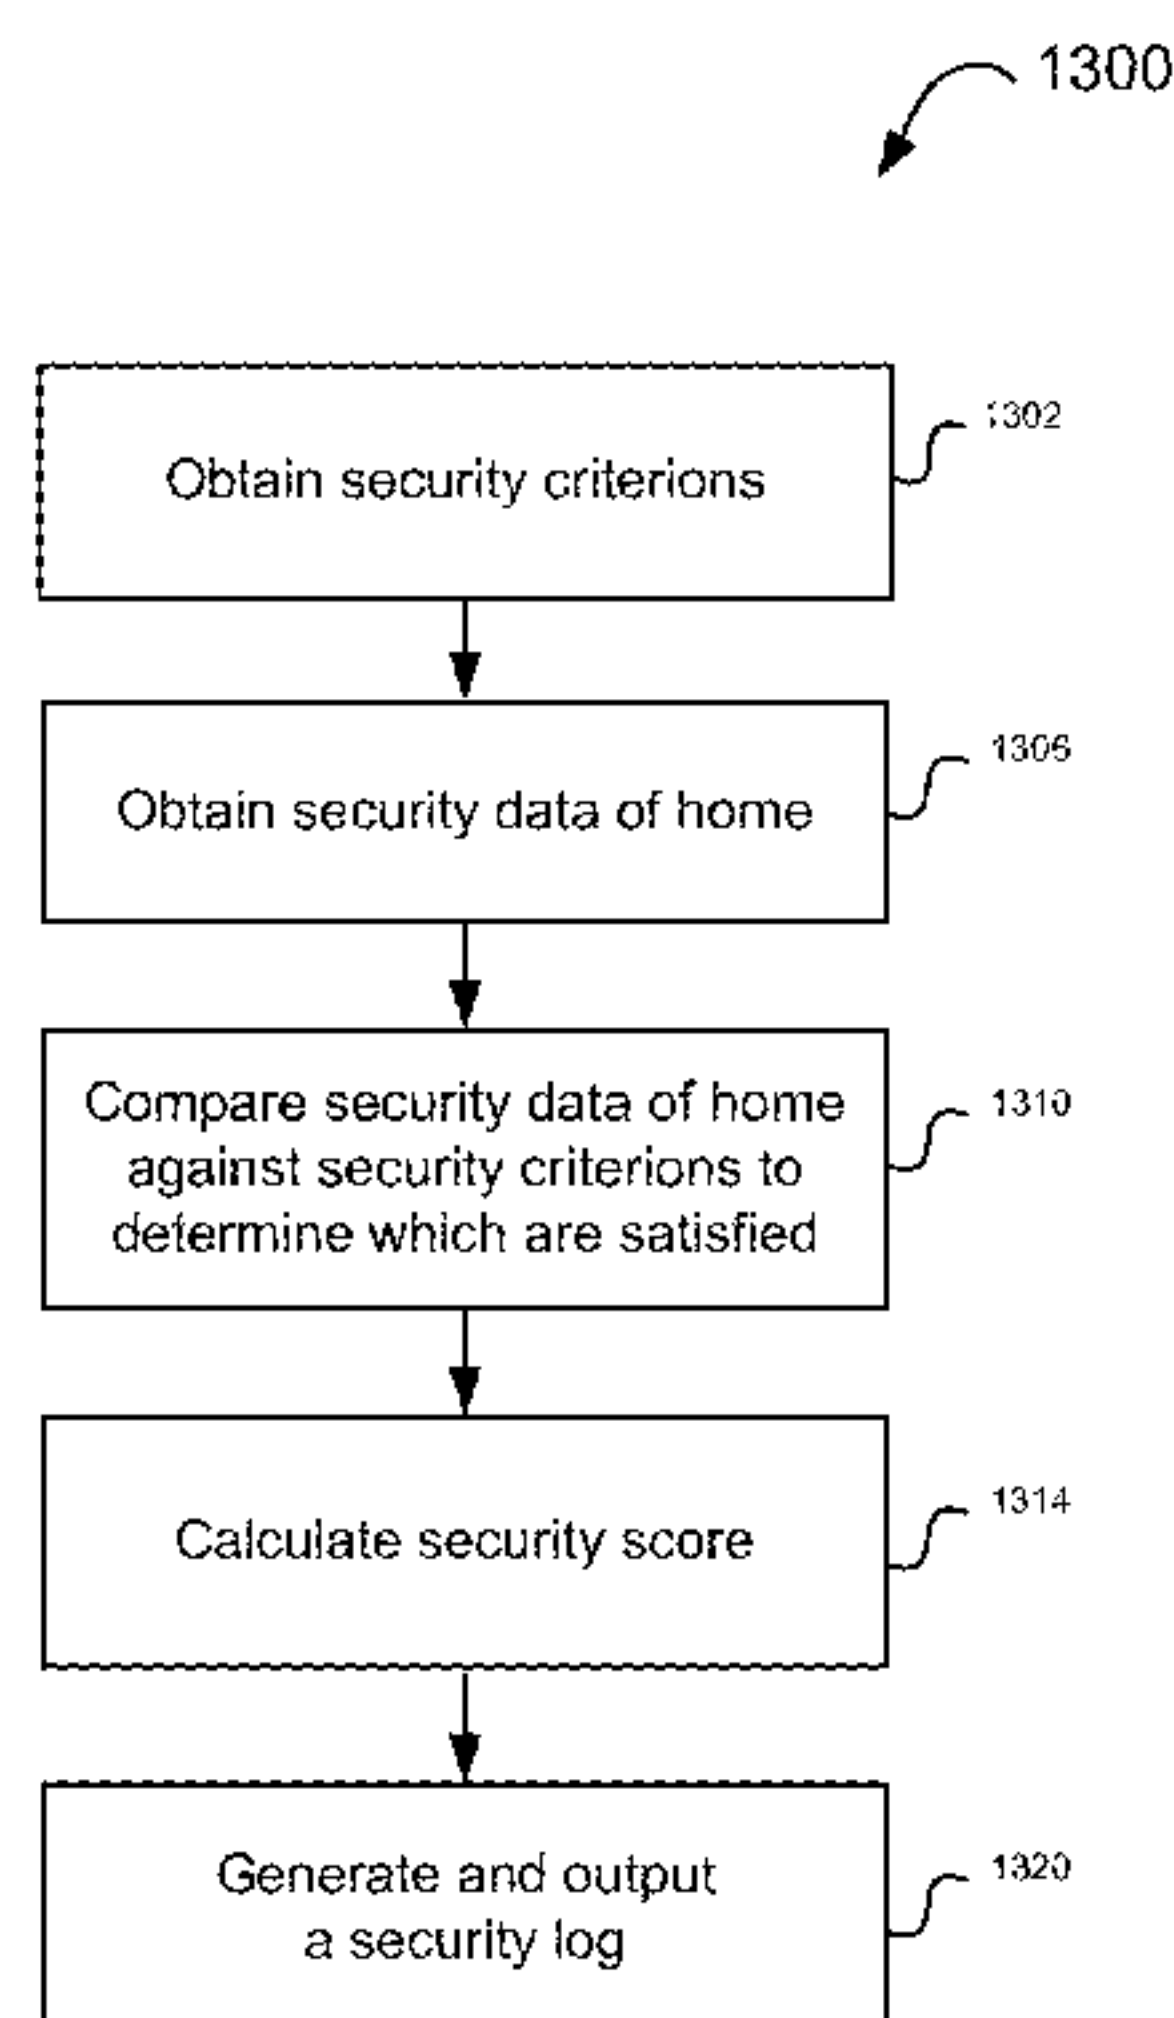 1300
Obtain security criterions
1302
Obtain security data of home
1306
Compare security data of home
against security criterions to
determine which are satisfied
1310
Calculate security score
1314
Generate and output
a security log
1320